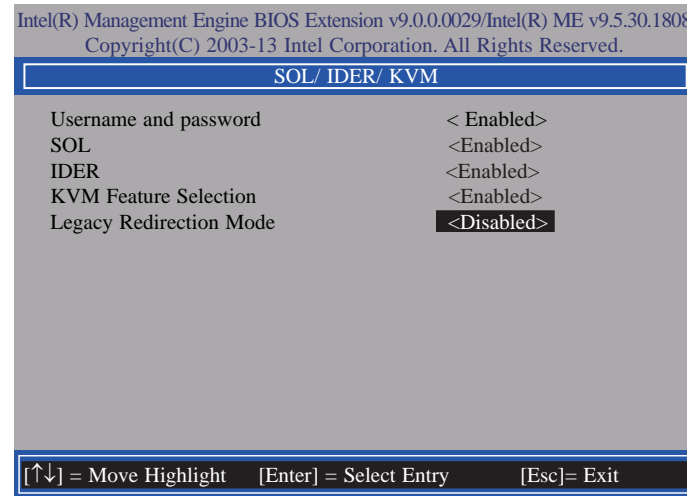 Intel(R) Management Engine BIOS Extension v9.0.0.0029/Intel(R) ME v9.5.30.1808
Copyright(C) 2003-13 Intel Corporation. All Rights Reserved.
SOL/ IDER/ KVM
Username and password < Enabled>
SOL <Enabled>
IDER <Enabled>
KVM Feature Selection <Enabled>
Legacy Redirection Mode <Disabled>
[↑↓] = Move Highlight [Enter] = Select Entry [Esc]= Exit